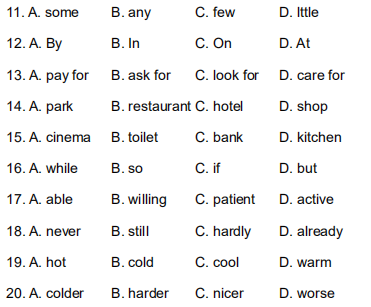 11. A. some B. any C. few D. lttle
12. A. By B. In C. On D. At
13. A. pay for B. ask for C. look for D. care for
14. A. park B. restaurant C. hotel D. shop
15. A. cinema B. toilet C. bank D. kitchen
16. A. while B. so C. if D. but
17. A. able B. willing C. patient D. active
18. A. never B. still C. hardly D. already
19. A. hot B. cold C. cool D. warm
20. A. colder B. harder C. nicer D. worse